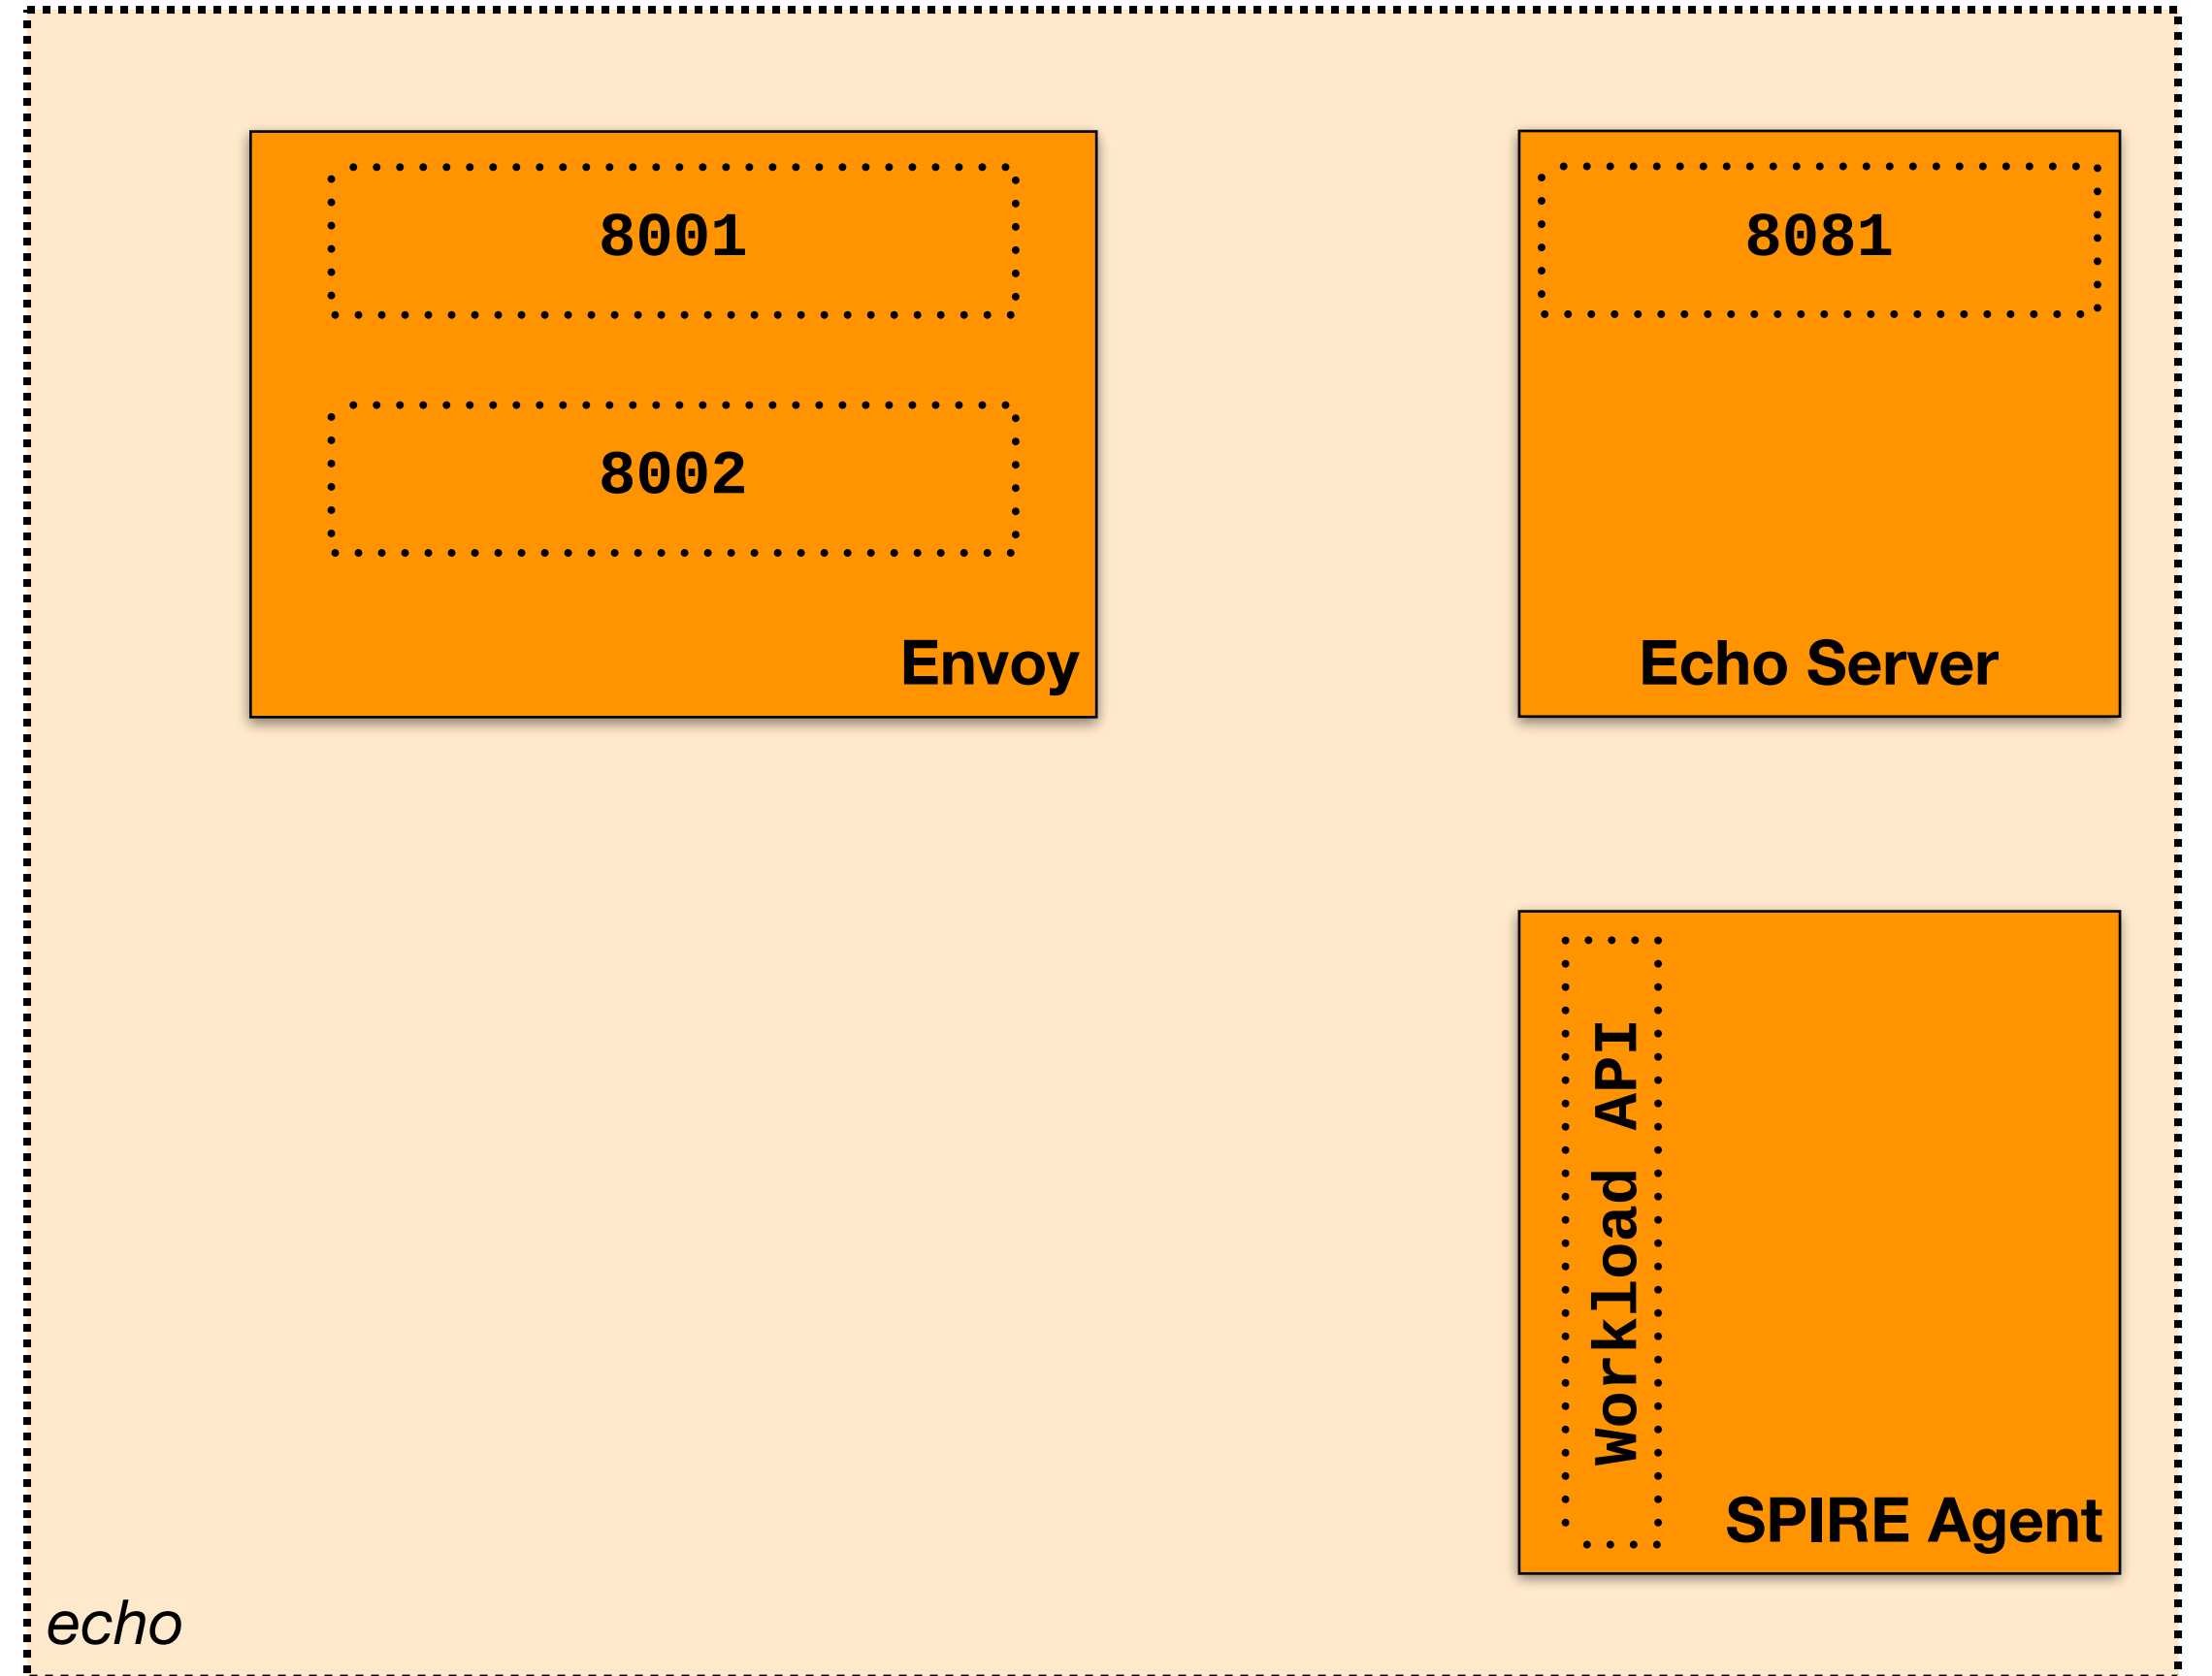 8001
8081
8002
Envoy
Echo Server
Workload API
SPIRE Agent
echo